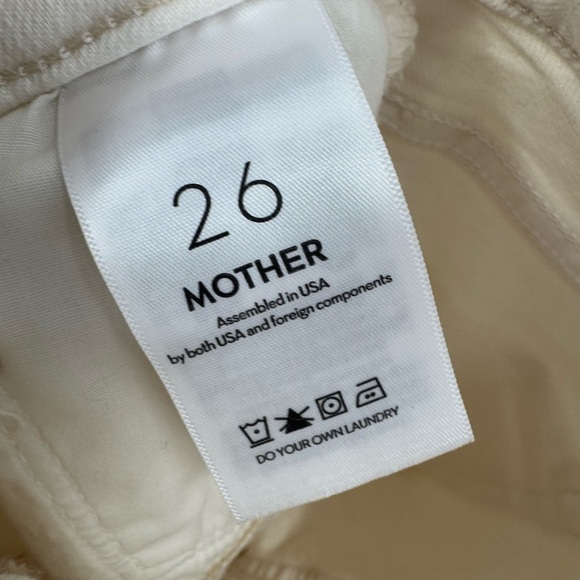 26
MOTHER
Assembled in USA
by both USA and foreign components
DO YOUR OWN LAUNDRY